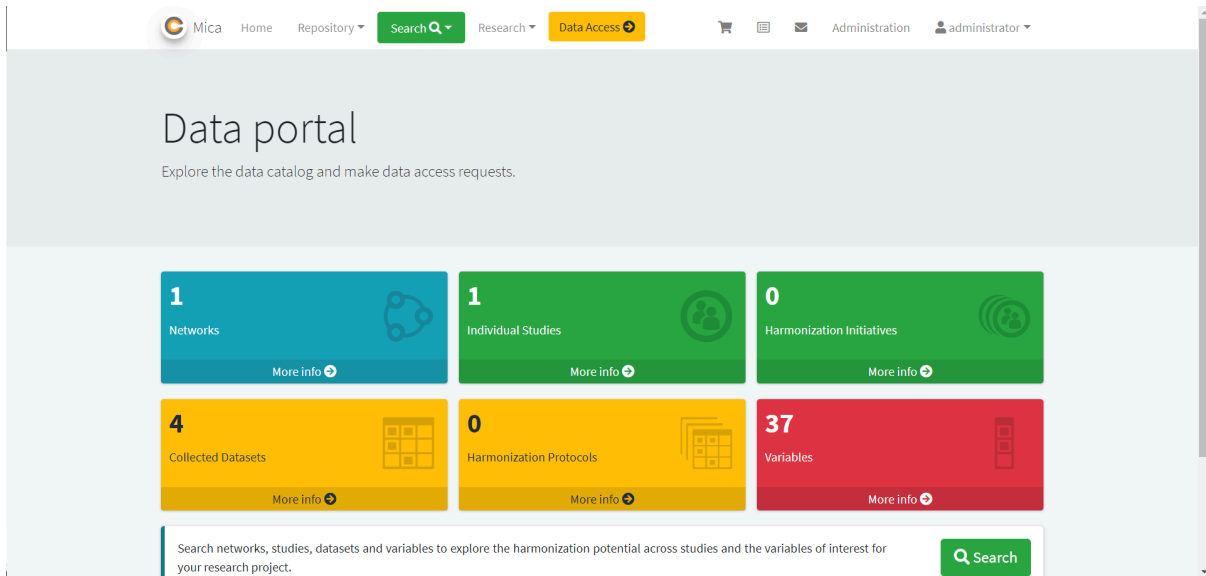 Mica Home Repository Search Research Data Access Administration administrator
Data portal
Explore the data catalog and make data access requests.
1
Networks
More info
1
Individual Studies
More info
0
Harmonization Initiatives
More info
4
Collected Datasets
More info
0
Harmonization Protocols
More info
37
Variables
More info
Search networks, studies, datasets and variables to explore the harmonization potential across studies and the variables of interest for
your research project.
Search